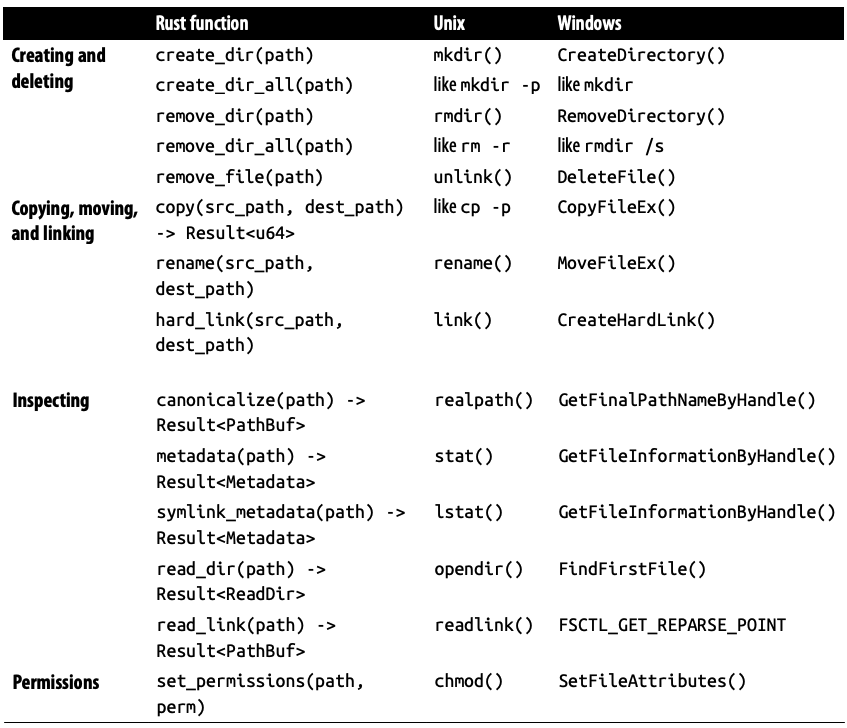 Rust function Unix Windows
Creating and create_dir(path) mkdir() CreateDirectory()
deleting create_dir_all(path) like mkdir -p like mkdir
remove_dir(path) rmdir() RemoveDirectory()
remove_dir_all(path) like rm -r like rmdir /s
remove_file(path) unlink() DeleteFile()
Copying, moving, copy(src_path, dest_path) like cp -p CopyFileEx()
and linking -> Result<u64>
rename(src_path, rename() MoveFileEx()
dest_path)
hard_link(src_path, link() CreateHardLink()
dest_path)
Inspecting canonicalize(path) -> realpath() GetFinalPathNameByHandle()
Result<PathBuf>
metadata(path) -> stat() GetFileInformationByHandle()
Result<Metadata>
symlink_metadata(path) -> lstat() GetFileInformationByHandle()
Result<Metadata>
read_dir(path) -> opendir() FindFirstFile()
Result<ReadDir>
read_link(path) -> readlink() FSCTL_GET_REPARSE_POINT
Result<PathBuf>
Permissions set_permissions(path, chmod() SetFileAttributes()
perm)